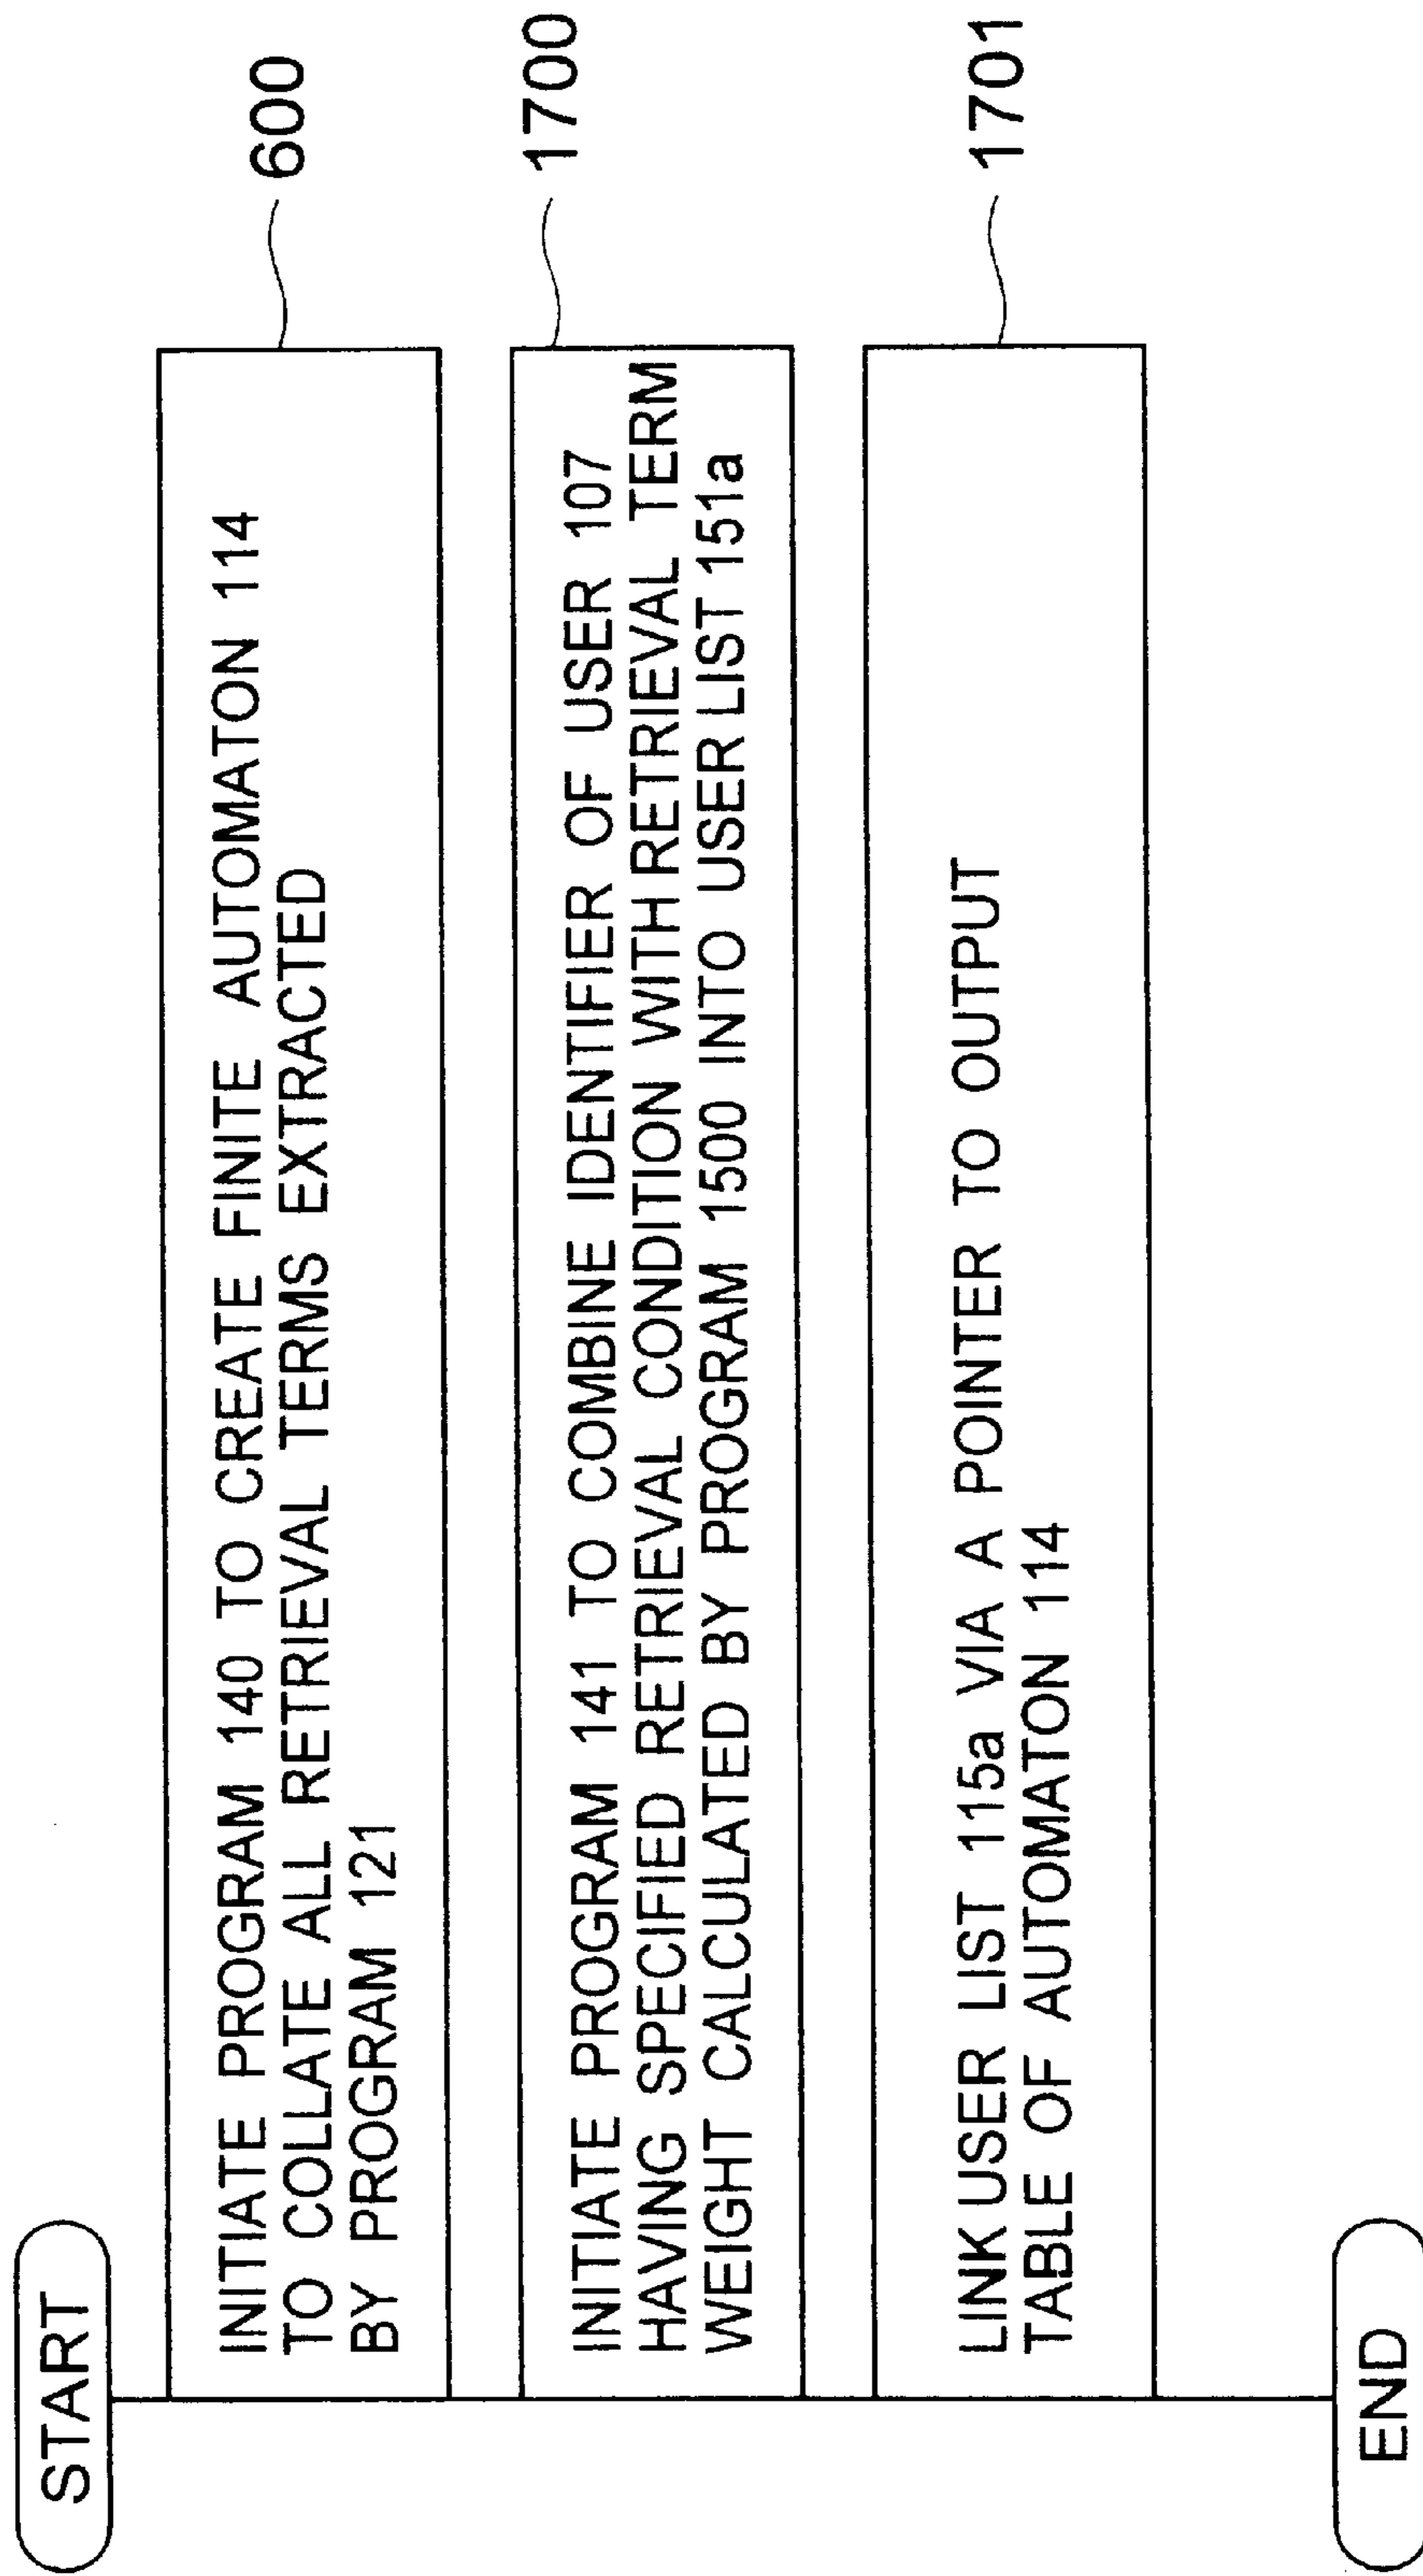 START
INITIATE PROGRAM 140 TO CREATE FINITE AUTOMATON 114
TO COLLATE ALL RETRIEVAL TERMS EXTRACTED
BY PROGRAM 121
600
INITIATE PROGRAM 141 TO COMBINE IDENTIFIER OF USER 107
HAVING SPECIFIED RETRIEVAL CONDITION WITH RETRIEVAL TERM
WEIGHT CALCULATED BY PROGRAM 1500 INTO USER LIST 151a
1700
LINK USER LIST 115a VIA A POINTER TO OUTPUT
TABLE OF AUTOMATON 114
1701
END